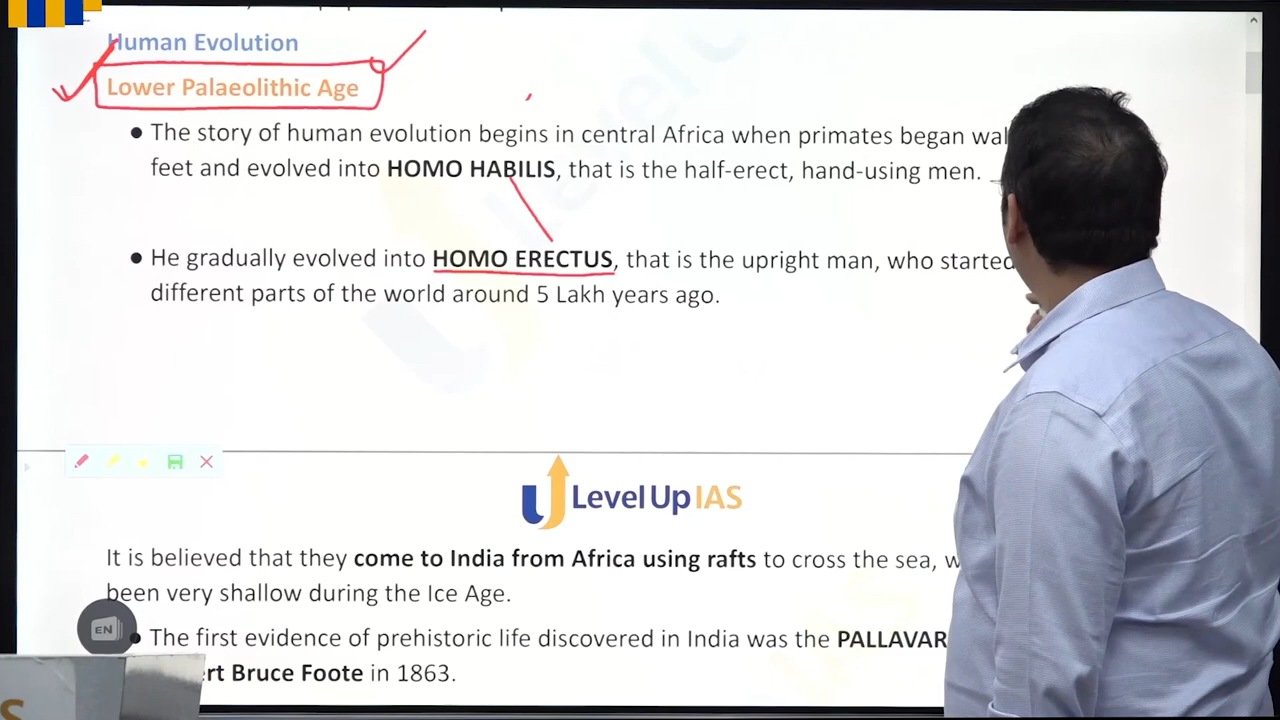 Human Evolution
Lower Palaeolithic Age
● The story of human evolution begins in central Africa when primates began
feet and evolved into HOMO HABILIS, that is the half-erect, hand-using men.
● He gradually evolved into HOMO ERECTUS, that is the upright man, who started
different parts of the world around 5 Lakh years ago.
Level Up IAS
It is believed that they come to India from Africa using rafts to cross the sea,
been very shallow during the Ice Age.
EN
● The first evidence of prehistoric life discovered in India was the
Bruce Foote in 1863.
S